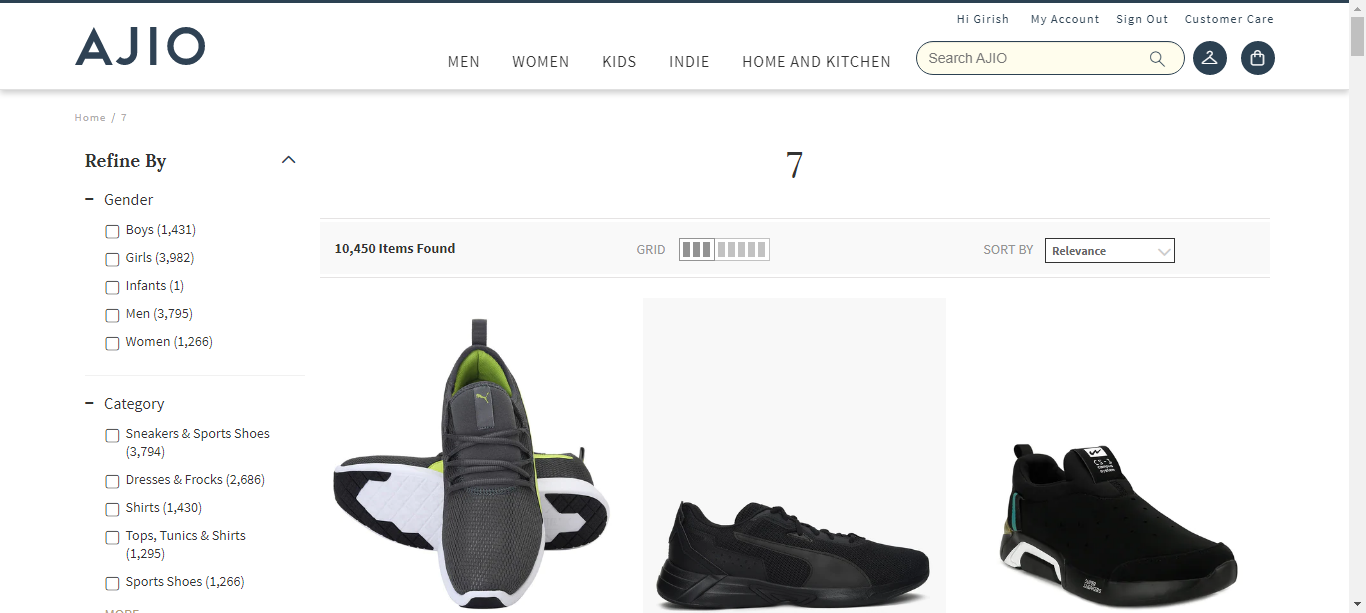 Hi Girish My Account Sign Out Customer Care
AJIO
MEN WOMEN KIDS INDIE HOME AND KITCHEN
Search AJIO
Home / 7
Refine By
7
Gender
Boys (1,431)
Girls (3,982)
Infants (1)
Men (3,795)
Women (1,266)
10,450 Items Found
GRID
SORT BY
Relevance
Category
Sneakers & Sports Shoes
(3,794)
Dresses & Frocks (2,686)
Shirts (1,430)
Tops, Tunics & Shirts
(1,295)
Sports Shoes (1,266)
MORE